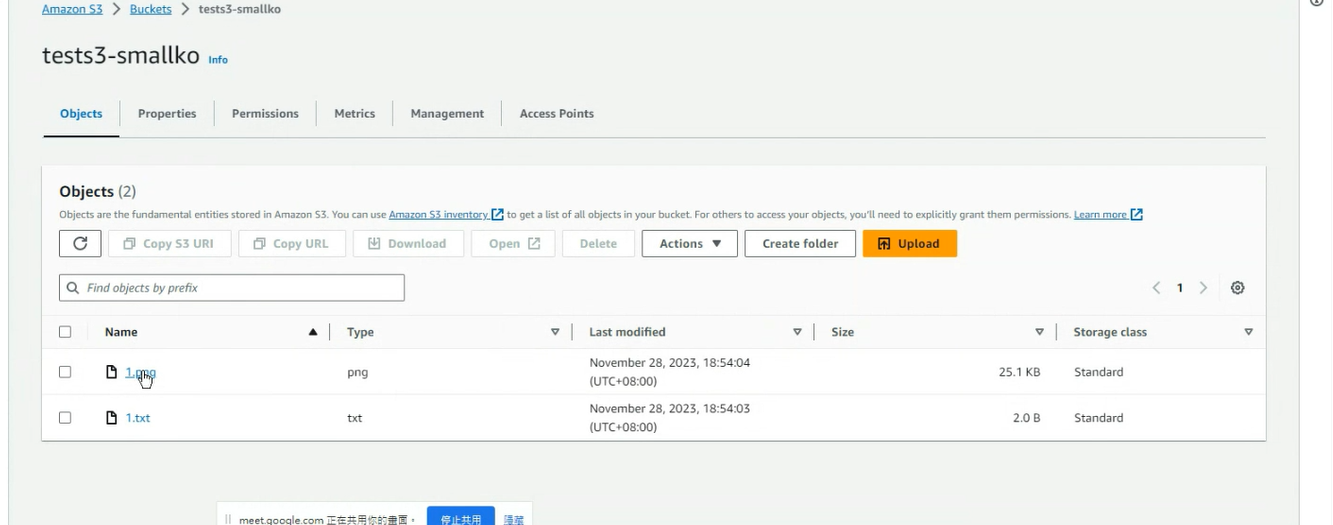 Amazon S3 > Buckets > tests3-smallko
tests3-smallko Info
Objects Properties Permissions Metrics Management Access Points
Objects (2)
Objects are the fundamental entities stored in Amazon S3. You can use Amazon S3 inventory to get a list of all objects in your bucket. For others to access your objects, you'll need to explicitly grant them permissions. Learn more
Copy S3 URI Copy URL Download Open Delete Actions Create folder Upload
Find objects by prefix 1
Name Type Last modified Size Storage class
1.png png November 28, 2023, 18:54:04 (UTC+08:00) 25.1 KB Standard
1.txt txt November 28, 2023, 18:54:03 (UTC+08:00) 2.0 B Standard
meet.google.com 正在共用你的畫面。 停止共用 隱藏